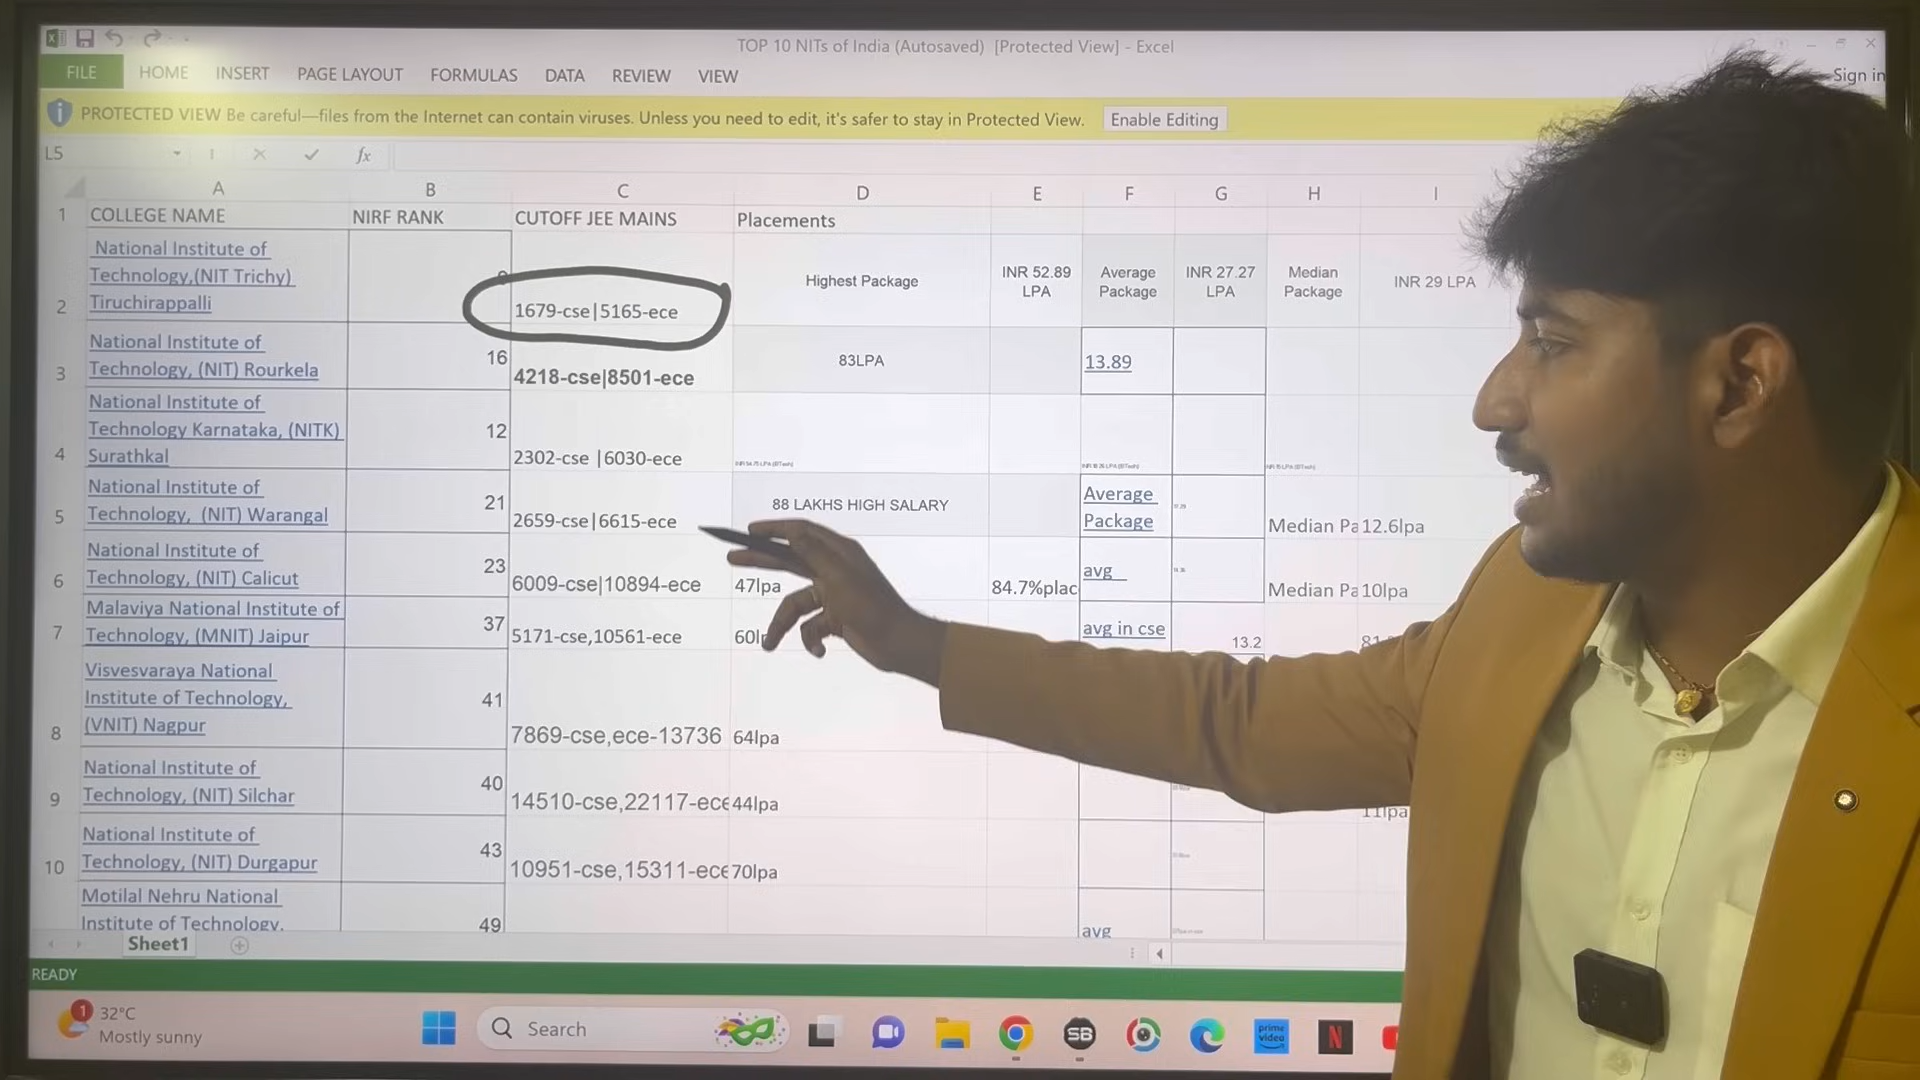 TOP 10 NITs of India (Autosaved) [Protected View] - Excel
FILE HOME INSERT PAGE LAYOUT FORMULAS DATA REVIEW VIEW Sign in
PROTECTED VIEW Be careful—files from the Internet can contain viruses. Unless you need to edit, it's safer to stay in Protected View. Enable Editing
L5 fx
A B C D E F G H I
1 COLLEGE NAME NIRF RANK CUTOFF JEE MAINS Placements
National Institute of
Technology,(NIT Trichy)
Tiruchirappalli
2 1679-cse|5165-ece Highest Package INR 52.89 LPA Average Package INR 27.27 LPA Median Package INR 29 LPA
National Institute of
Technology, (NIT) Rourkela
3 16 4218-cse|8501-ece 83LPA 13.89
National Institute of
Technology Karnataka, (NITK)
Surathkal
4 12 2302-cse |6030-ece
National Institute of
Technology, (NIT) Warangal
5 21 2659-cse|6615-ece 88 LAKHS HIGH SALARY Average Package Median Pa 12.6lpa
National Institute of
Technology, (NIT) Calicut
6 23 6009-cse|10894-ece 47lpa 84.7%plac avg Median Pa 10lpa
Malaviya National Institute of
Technology, (MNIT) Jaipur
7 37 5171-cse,10561-ece avg in cse 13.2
Visvesvaraya National
Institute of Technology,
(VNIT) Nagpur
8 41 7869-cse,ece-13736 64lpa
National Institute of
Technology, (NIT) Silchar
9 40 14510-cse,22117-ece 44lpa 11lpa
National Institute of
Technology, (NIT) Durgapur
10 43 10951-cse,15311-ece 70lpa
Motilal Nehru National
Institute of Technology,
49 avg
Sheet1
READY
1 32°C
Mostly sunny
Search
SB
prime video
N